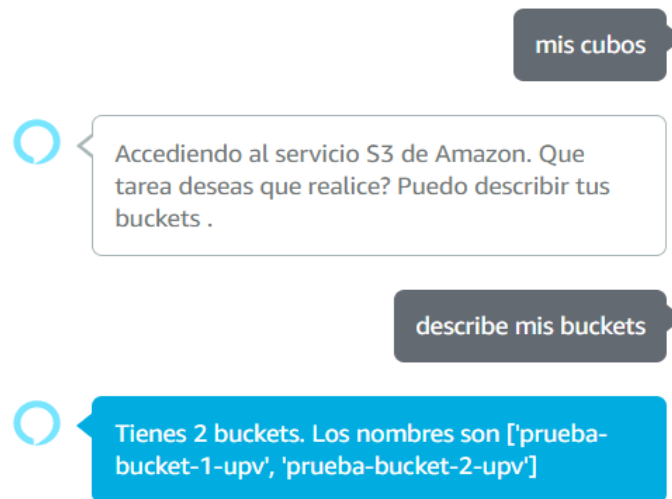 mis cubos
Accediendo al servicio S3 de Amazon. Que
tarea deseas que realice? Puedo describir tus
buckets .
describe mis buckets
Tienes 2 buckets. Los nombres son ['prueba-
bucket-1-upv', 'prueba-bucket-2-upv']